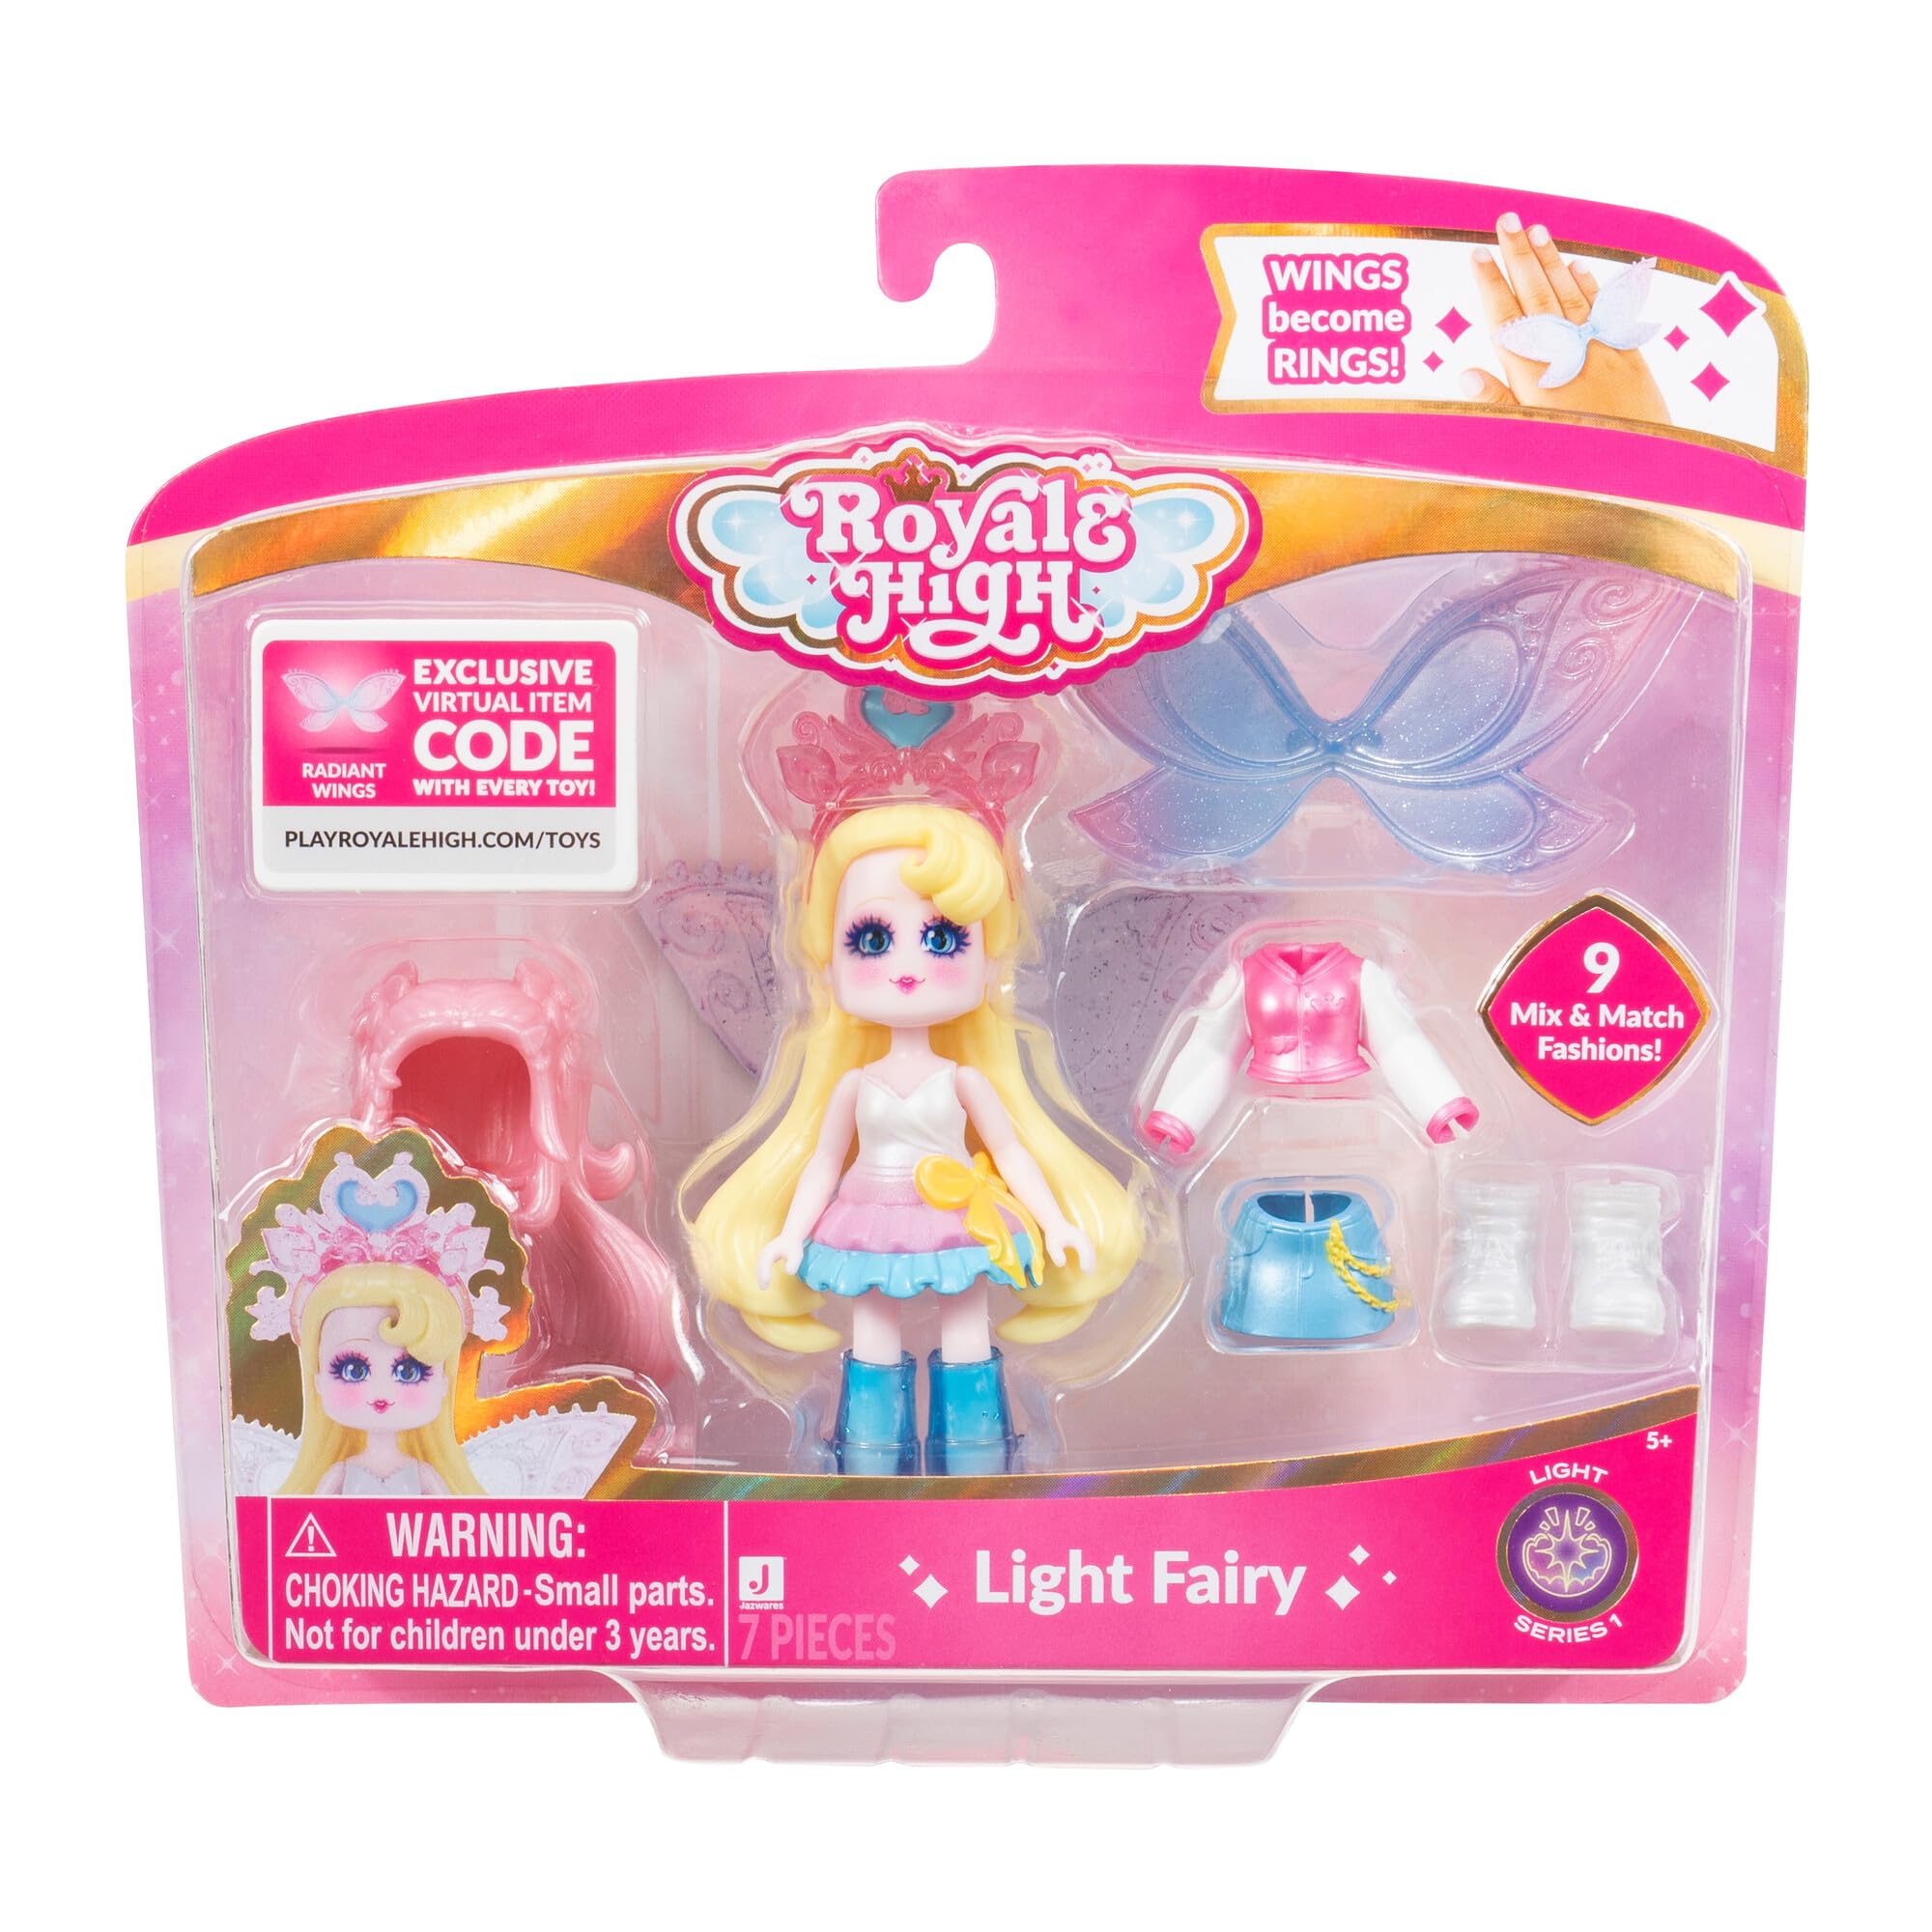 WINGS
become
RINGS!
Royale
High
EXCLUSIVE
VIRTUAL ITEM
CODE
WITH EVERY TOY!
RADIANT
WINGS
PLAYROYALEHIGH.COM/TOYS
9
Mix & Match
Fashions!
5+
LIGHT
SERIES 1
WARNING:
CHOKING HAZARD - Small parts.
Not for children under 3 years.
J
Jazwares
7 PIECES
Light Fairy